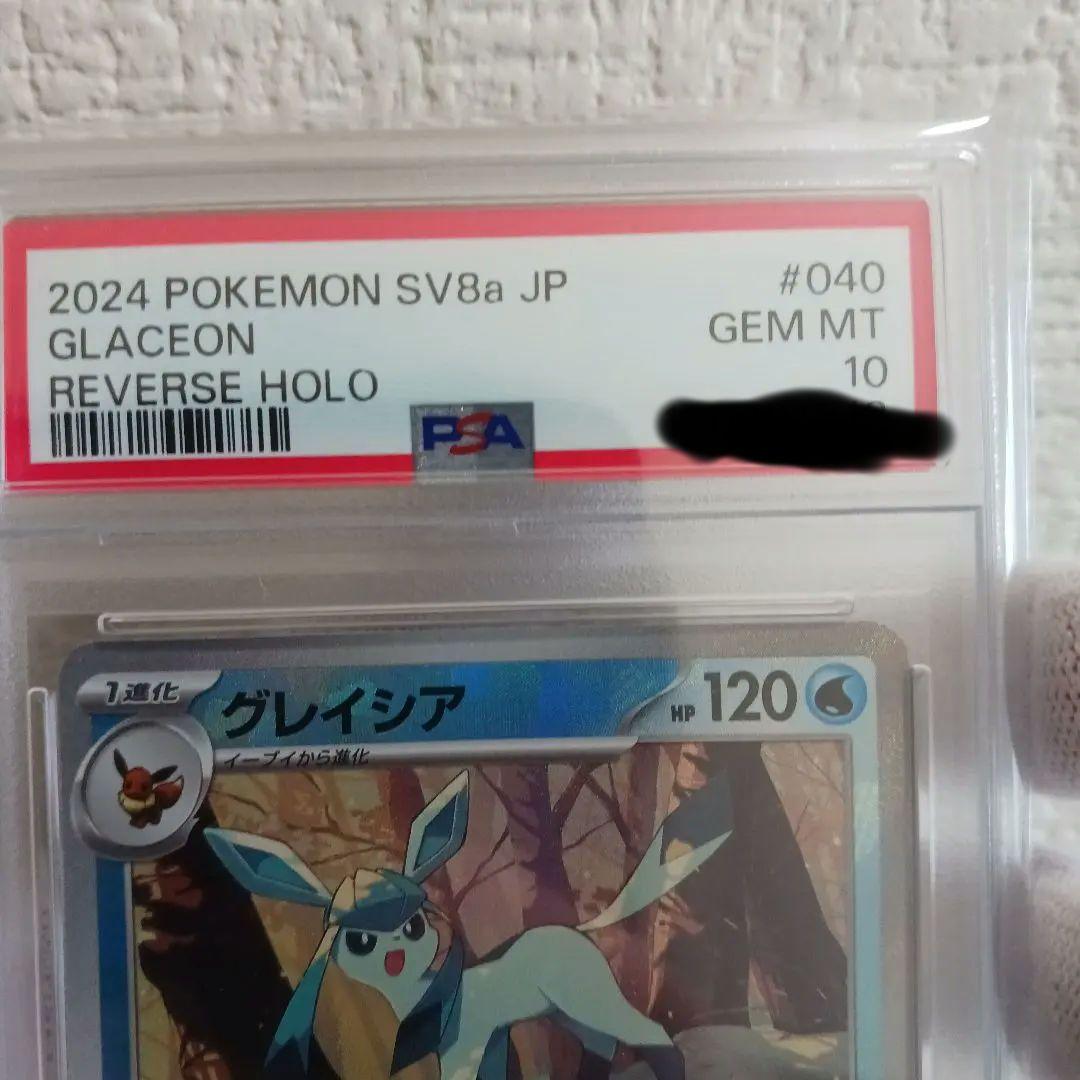 2024 POKEMON SV8a JP
#040
GLACEON
GEM MT
REVERSE HOLO
10
PSA
1進化
グレイシア
HP 120
イーブイから進化